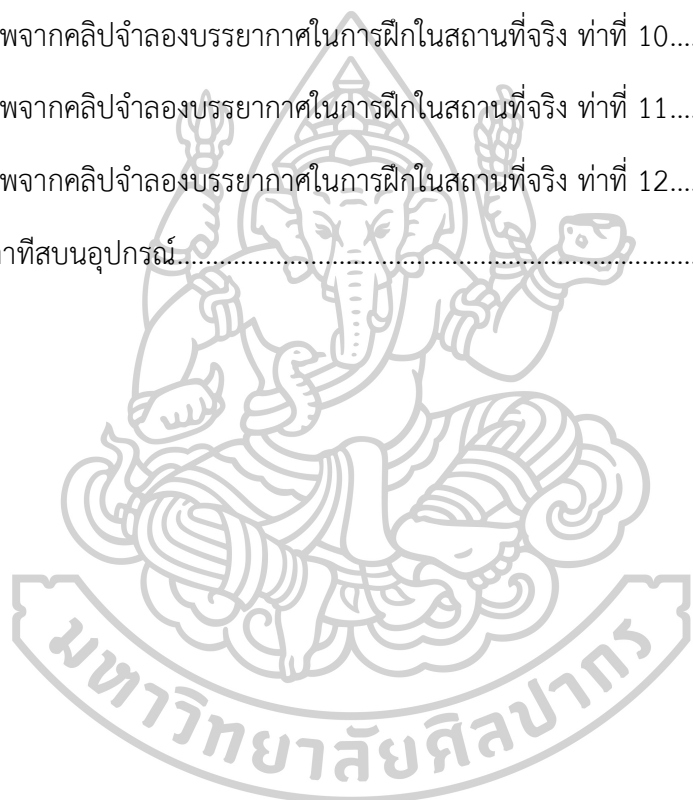 พจากคลิปจำลองบรรยากาศในการฝึกในสถานที่จริง ท่าที่ 10....
พจากคลิปจำลองบรรยากาศในการฝึกในสถานที่จริง ท่าที่ 11....
พจากคลิปจำลองบรรยากาศในการฝึกในสถานที่จริง ท่าที่ 12....
าทีสบนอุปกรณ์....................................................................
มหาวิทยาลัยศิลปากร